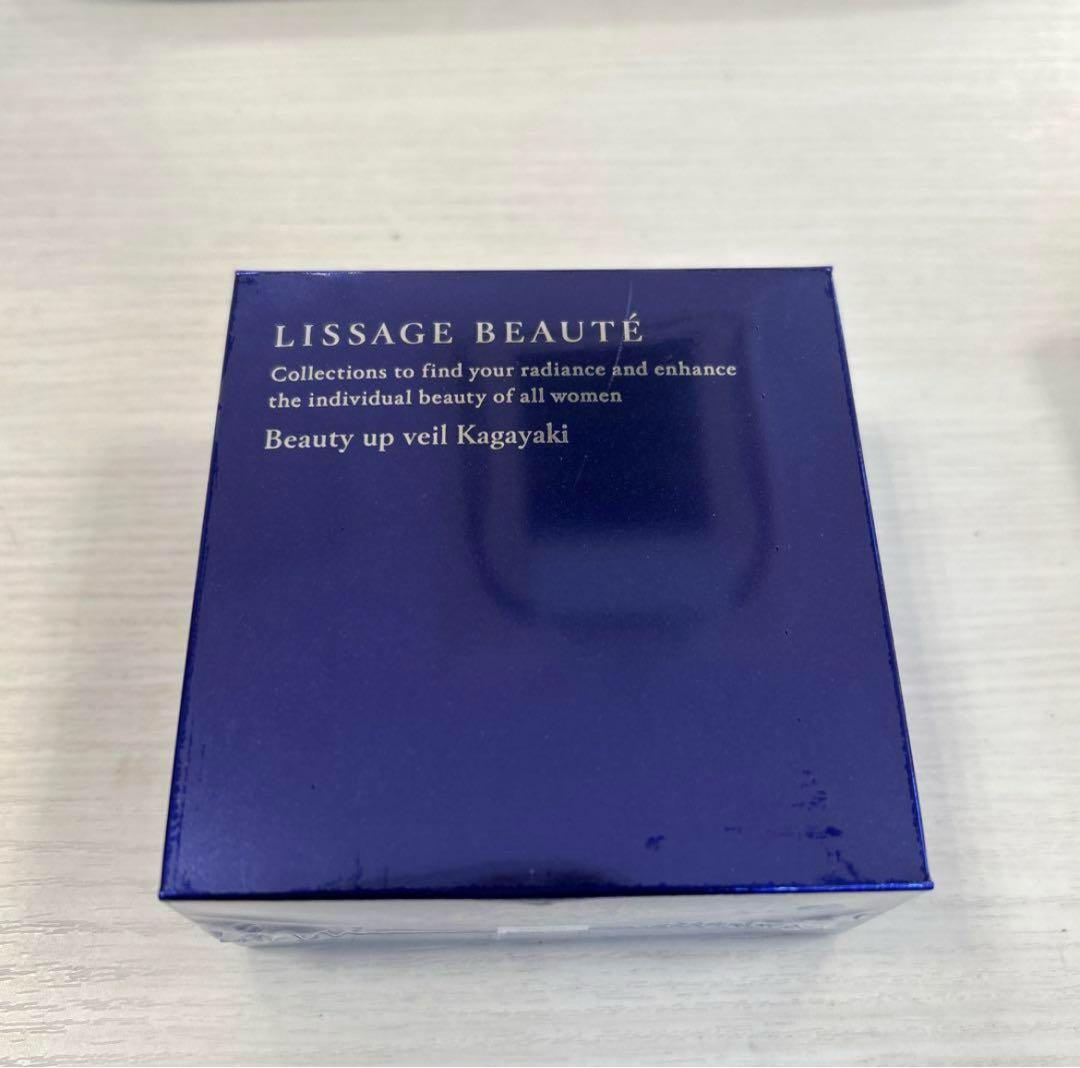 LISSAGE BEAUTÉ
Collections to find your radiance and enhance
the individual beauty of all women
Beauty up veil Kagayaki